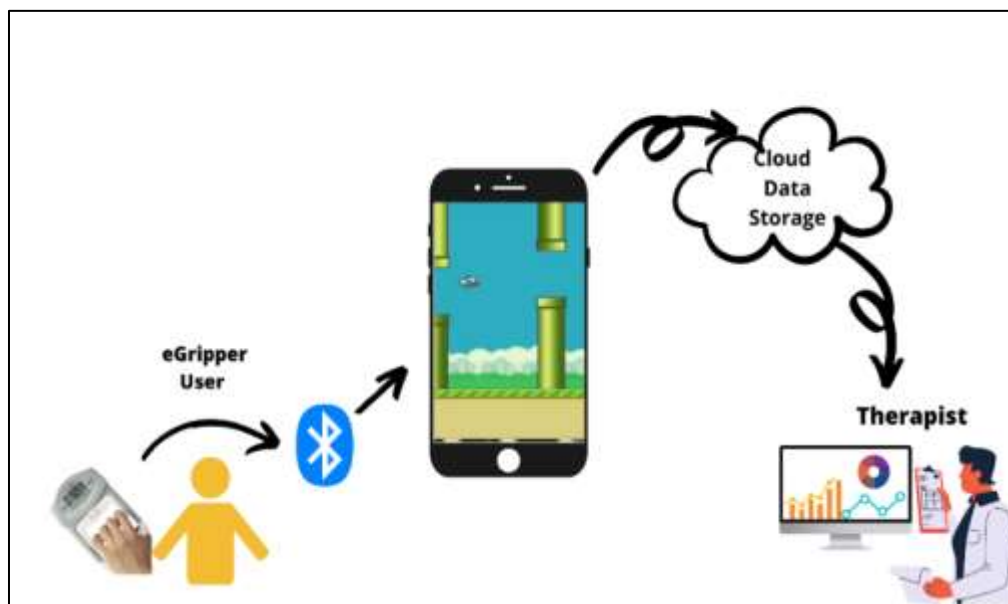 eGripper
User
Cloud
Data
Storage
Therapist